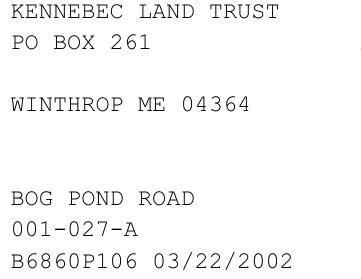 KENNEBEC LAND TRUST
PO BOX 261
WINTHROP ME 04364
BOG POND ROAD
001-027-A
B6860P106 03/22/2002